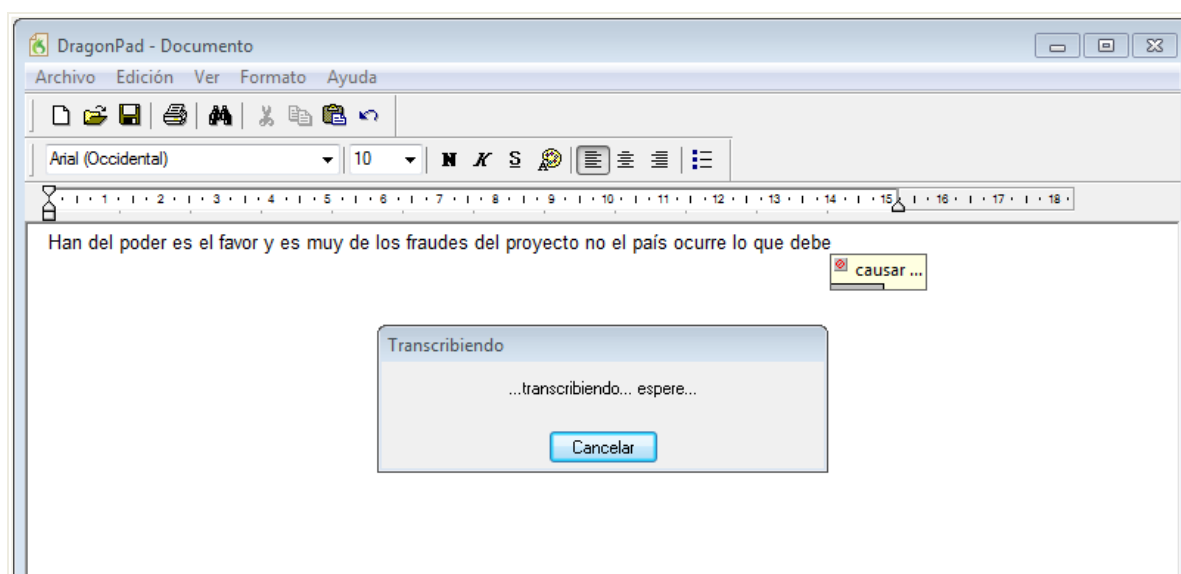 DragonPad - Documento
Archivo Edición Ver Formato Ayuda
Arial (Occidental) 10 N K S
1 2 3 4 5 6 7 8 9 10 11 12 13 14 15 16 17 18
Han del poder es el favor y es muy de los fraudes del proyecto no el país ocurre lo que debe
causar ...
Transcribiendo
...transcribiendo... espere...
Cancelar